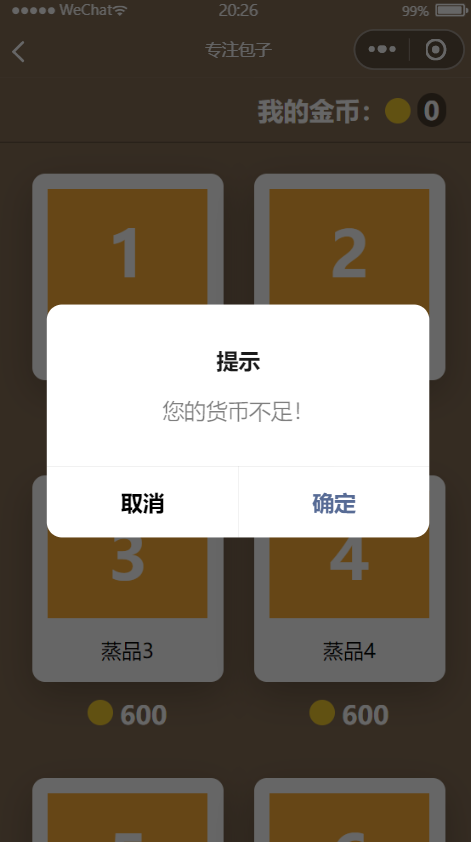 WeChat 20:26 99%
专注包子
我的金币： 0
1 2
提示
您的货币不足！
取消 确定
3 4
蒸品3 蒸品4
600 600